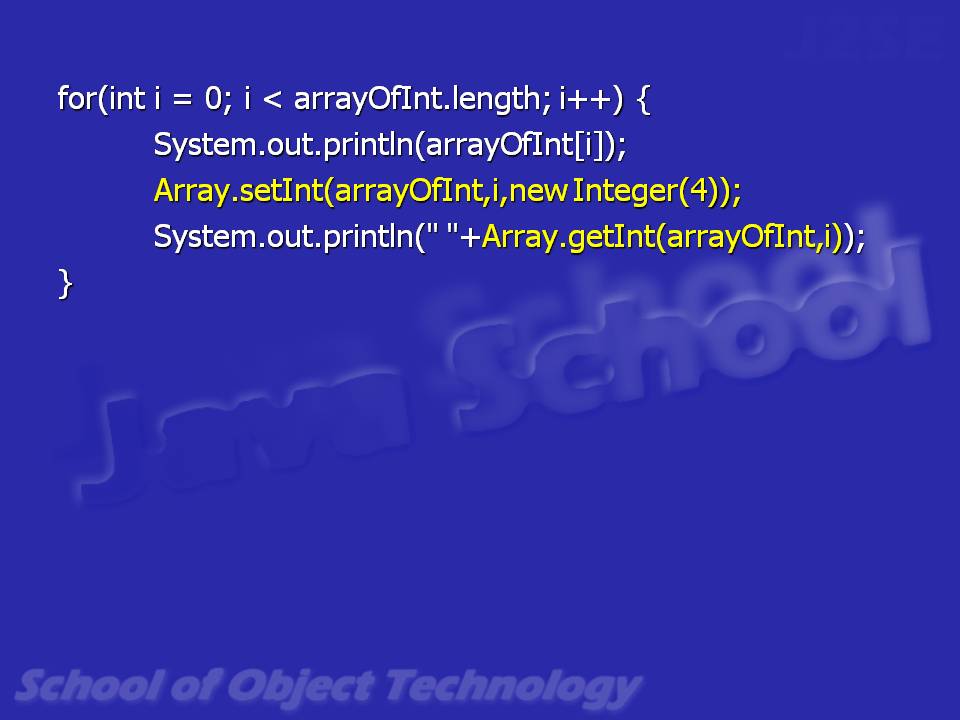 J2SE
for(int i = 0; i < arrayOfInt.length; i++) {
System.out.println(arrayOfInt[i]);
Array.setInt(arrayOfInt,i,new Integer(4));
System.out.println(" "+Array.getInt(arrayOfInt,i));
}
Java School
School of Object Technology